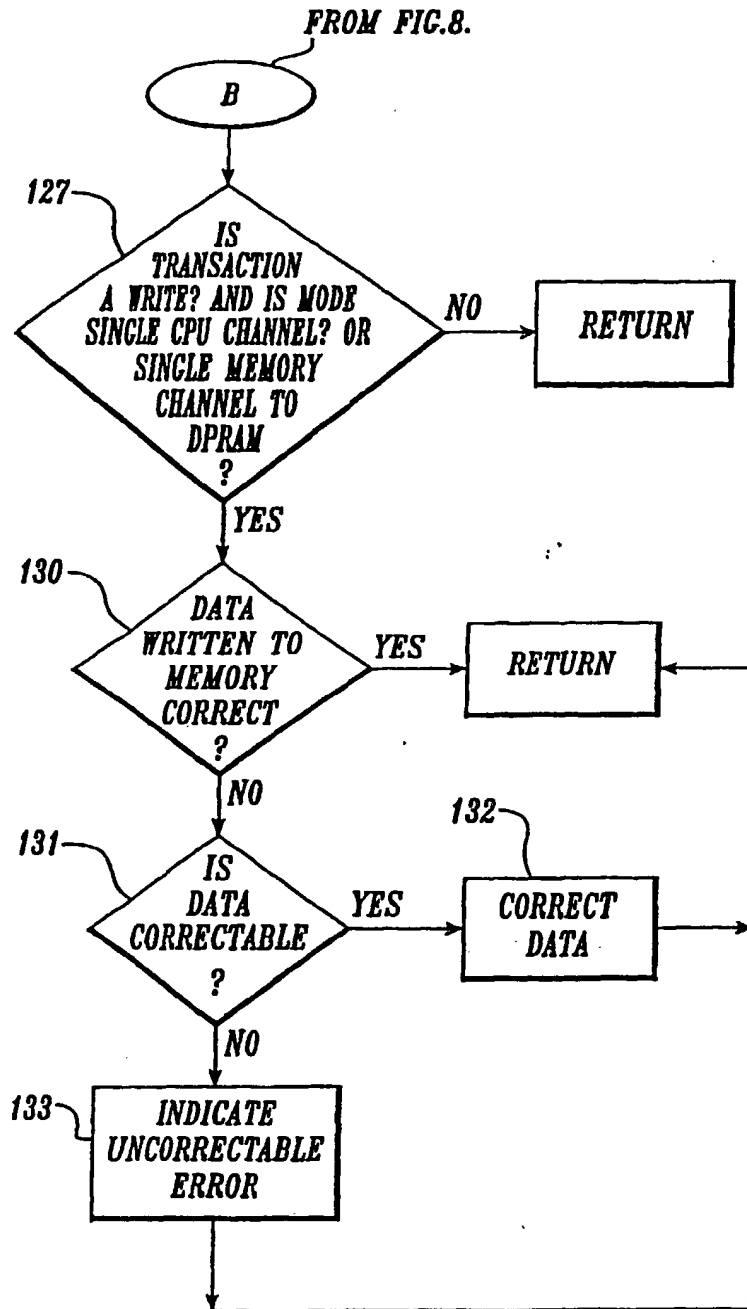 FROM FIG.8.
B
127
IS
TRANSACTION
A WRITE? AND IS MODE
SINGLE CPU CHANNEL? OR
SINGLE MEMORY
CHANNEL TO
DPRAM
?
NO
RETURN
YES
130
DATA
WRITTEN TO
MEMORY
CORRECT
?
YES
RETURN
NO
131
IS
DATA
CORRECTABLE
?
YES
132
CORRECT
DATA
NO
133
INDICATE
UNCORRECTABLE
ERROR